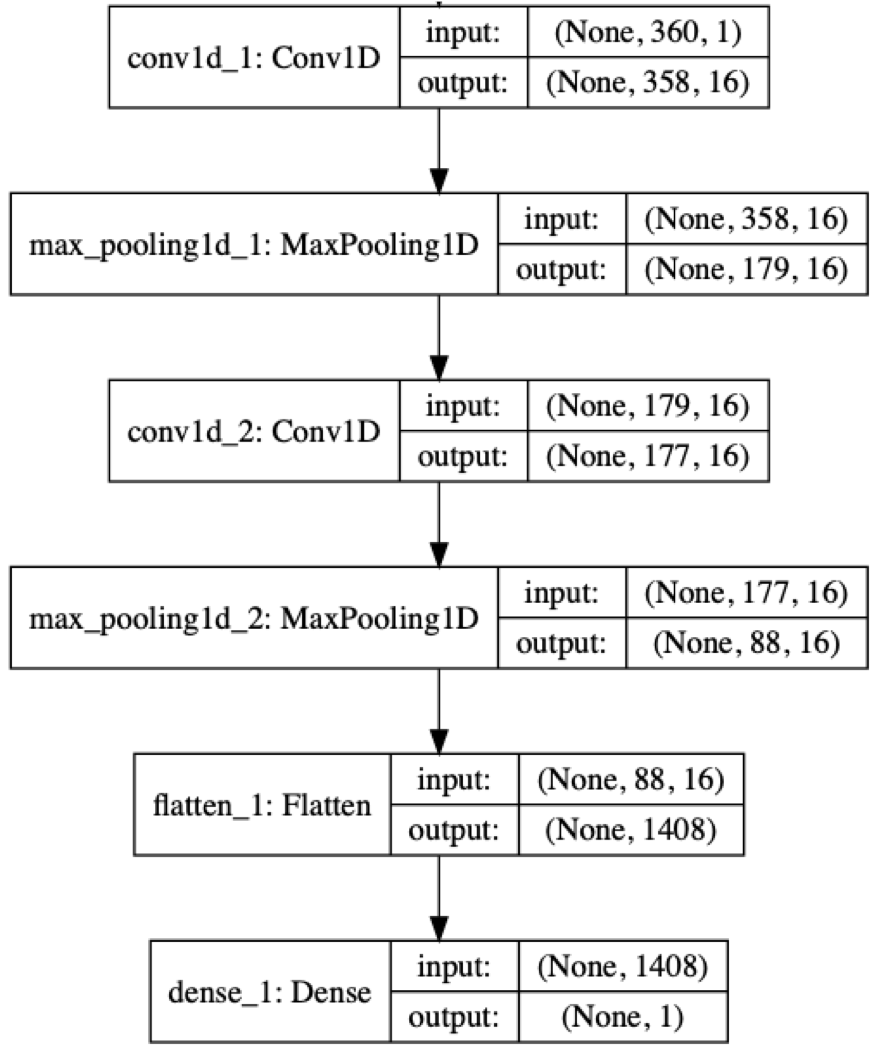 conv1d_1: Conv1D input: (None, 360, 1)
output: (None, 358, 16)
max_pooling1d_1: MaxPooling1D input: (None, 358, 16)
output: (None, 179, 16)
conv1d_2: Conv1D input: (None, 179, 16)
output: (None, 177, 16)
max_pooling1d_2: MaxPooling1D input: (None, 177, 16)
output: (None, 88, 16)
flatten_1: Flatten input: (None, 88, 16)
output: (None, 1408)
dense_1: Dense input: (None, 1408)
output: (None, 1)